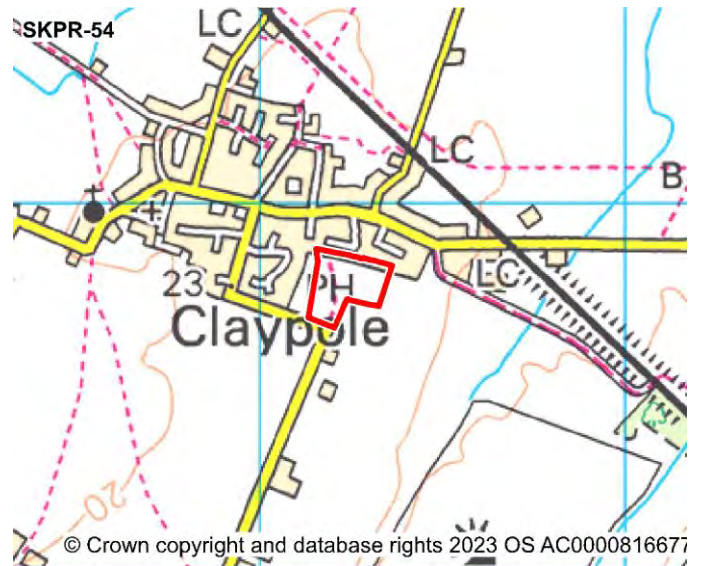 SKPR-54
LC
LC
B
23
PH
LC
Claypole
20
© Crown copyright and database rights 2023 OS AC0000816677